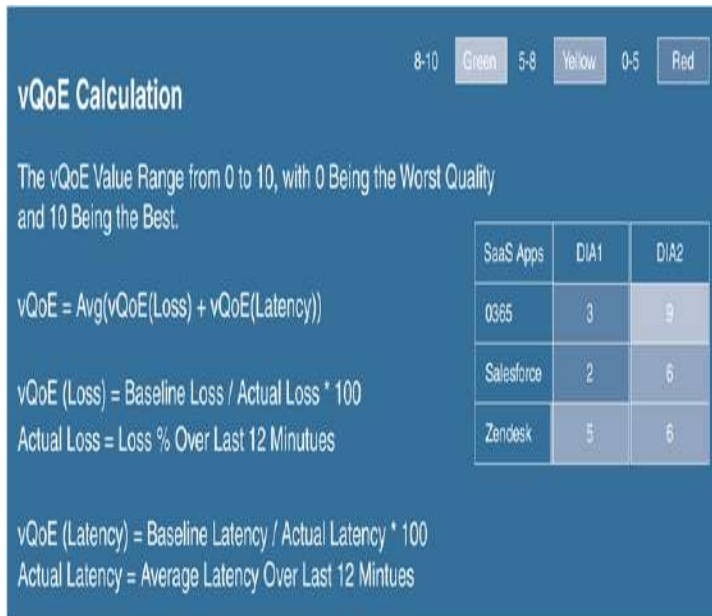 8-10 Green 5-8 Yellow 0-5 Red
vQoE Calculation
The vQoE Value Range from 0 to 10, with 0 Being the Worst Quality
and 10 Being the Best.
SaaS Apps DIA1 DIA2
O365 3 9
Salesforce 2 6
Zendesk 5 6
vQoE = Avg(vQoE(Loss) + vQoE(Latency))
vQoE (Loss) = Baseline Loss / Actual Loss * 100
Actual Loss = Loss % Over Last 12 Minutues
vQoE (Latency) = Baseline Latency / Actual Latency * 100
Actual Latency = Average Latency Over Last 12 Mintues